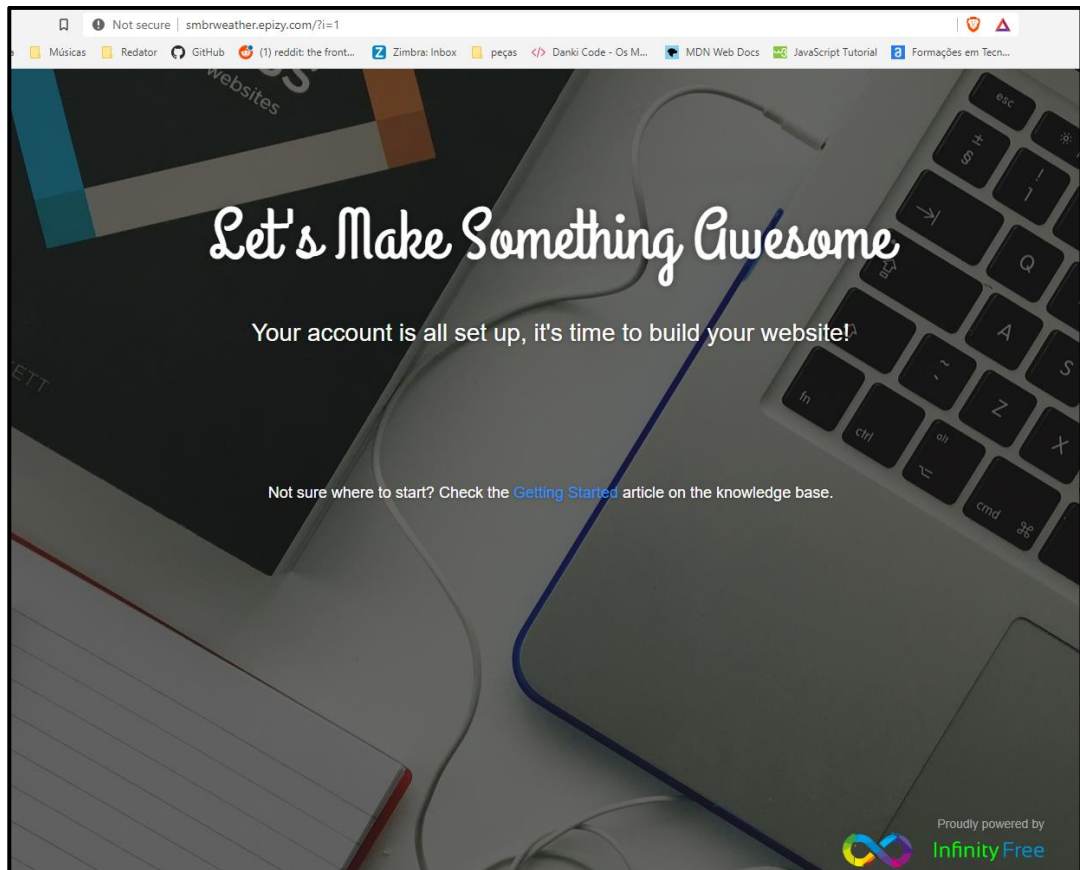 Not secure
smbrweather.epizy.com/?i=1
Músicas
Redator
GitHub
(1) reddit: the front...
Zimbra: Inbox
peças
Danki Code - Os M...
MDN Web Docs
JavaScript Tutorial
Formações em Tecn...
websites
ETT
esc
±
§
!
1
Q
A
S
~
`
Z
X
fn
ctrl
alt
⌥
cmd
⌘
Let's Make Something Awesome
Your account is all set up, it's time to build your website!
Not sure where to start? Check the Getting Started article on the knowledge base.
Proudly powered by
InfinityFree